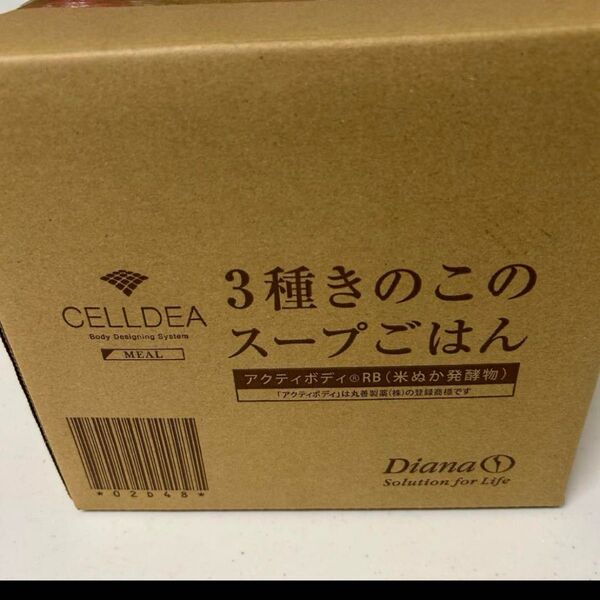 3種きのこの
スープごはん
CELLDEA
Body Designing System
MEAL
アクティボディ®RB(米ぬか発酵物)
「アクティボディ」は丸善製薬(株)の登録商標です
*02D48*
Diana
Solution for Life